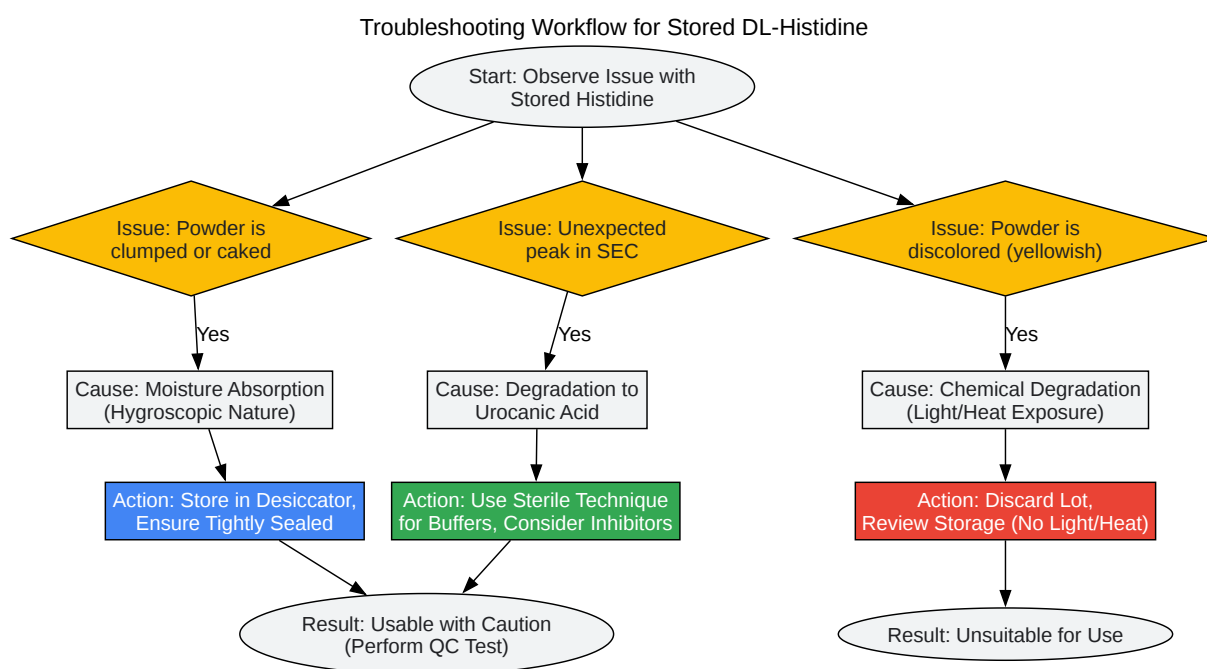 Troubleshooting Workflow for Stored DL-Histidine
Start: Observe Issue with
Stored Histidine
Issue: Powder is
clumped or caked
Issue: Unexpected
peak in SEC
Issue: Powder is
discolored (yellowish)
Yes
Yes
Yes
Cause: Moisture Absorption
(Hygroscopic Nature)
Cause: Degradation to
Urocanic Acid
Cause: Chemical Degradation
(Light/Heat Exposure)
Action: Store in Desiccator,
Ensure Tightly Sealed
Action: Use Sterile Technique
for Buffers, Consider Inhibitors
Action: Discard Lot,
Review Storage (No Light/Heat)
Result: Usable with Caution
(Perform QC Test)
Result: Unsuitable for Use